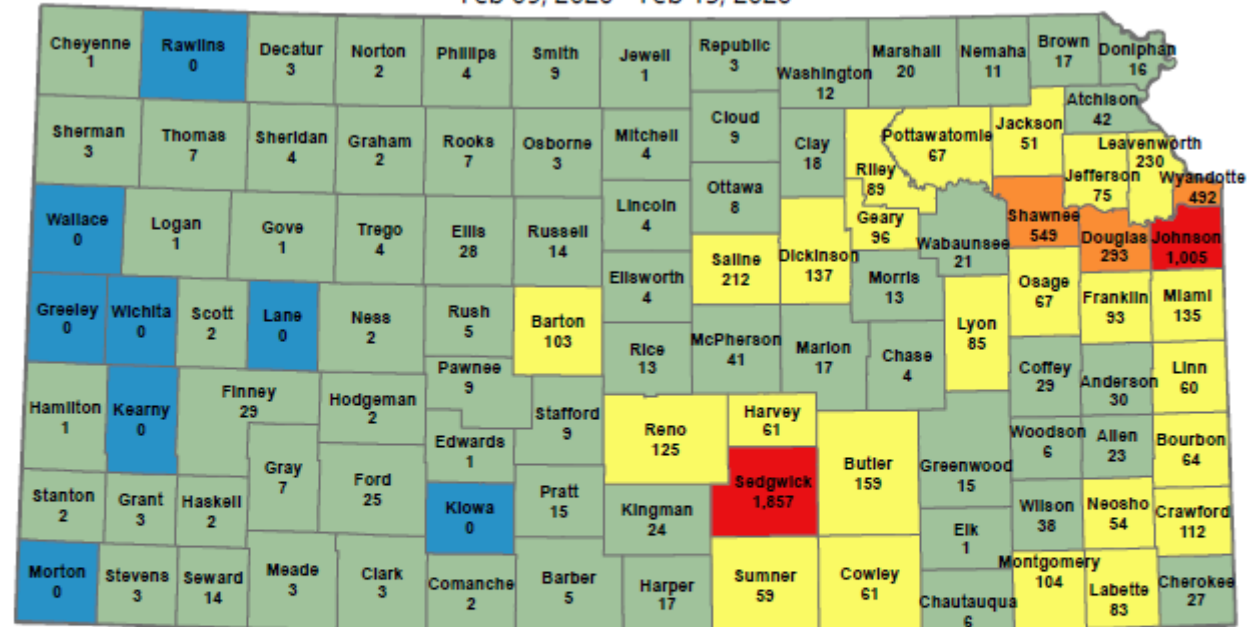 Feb 09, 2020 - Feb 15, 2020
Cheyenne
1
Rawlins
0
Decatur
3
Norton
2
Phillips
4
Smith
9
Jewell
1
Republic
3
Washington
12
Marshall
20
Nemaha
11
Brown
17
Doniphan
16
Sherman
3
Thomas
7
Sheridan
4
Graham
2
Rooks
7
Osborne
3
Mitchell
4
Cloud
9
Clay
18
Riley
89
Pottawatomie
67
Jackson
51
Atchison
42
Leavenworth
230
Jefferson
75
Wyandotte
492
Wallace
0
Logan
1
Gove
1
Trego
4
Ellis
28
Russell
14
Lincoln
4
Ottawa
8
Saline
212
Dickinson
137
Geary
96
Wabaunsee
21
Shawnee
549
Douglas
293
Johnson
1,005
Greeley
0
Wichita
0
Scott
2
Lane
0
Ness
2
Rush
5
Barton
103
Ellsworth
4
Rice
13
McPherson
41
Marion
17
Morris
13
Chase
4
Lyon
85
Osage
67
Franklin
93
Miami
135
Hamilton
1
Kearny
0
Finney
29
Hodgeman
2
Pawnee
9
Edwards
1
Stafford
9
Reno
125
Harvey
61
Butler
159
Greenwood
15
Coffey
29
Anderson
30
Linn
60
Woodson
6
Allen
23
Bourbon
64
Stanton
2
Grant
3
Haskell
2
Gray
7
Ford
25
Kiowa
0
Pratt
15
Kingman
24
Sedgwick
1,857
Elk
1
Wilson
38
Neosho
54
Crawford
112
Morton
0
Stevens
3
Seward
14
Meade
3
Clark
3
Comanche
2
Barber
5
Harper
17
Sumner
59
Cowley
61
Chautauqua
6
Montgomery
104
Labette
83
Cherokee
27